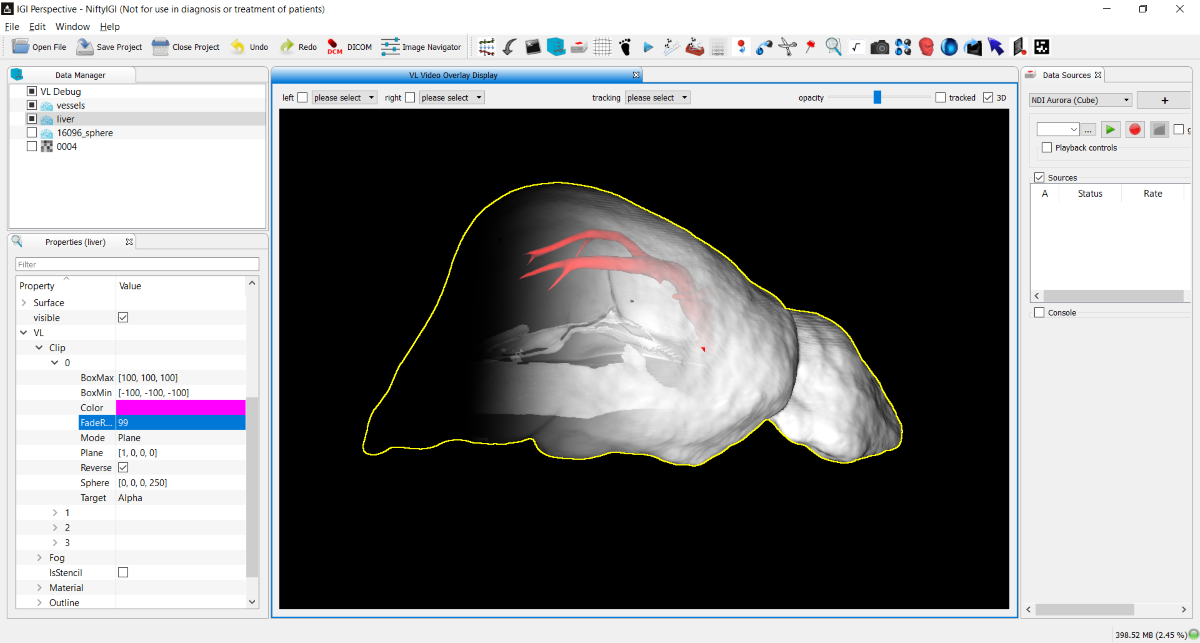 IGI Perspective - NiftyIGI (Not for use in diagnosis or treatment of patients)
File Edit Window Help
Open File Save Project Close Project Undo Redo DCM DICOM Image Navigator
Data Manager
VL Debug
vessels
liver
16096_sphere
0004
Properties (liver)
Filter
Property Value
Surface
visible
VL
Clip
0
BoxMax [100, 100, 100]
BoxMin [-100, -100, -100]
Color
FadeR... 99
Mode Plane
Plane [1, 0, 0, 0]
Reverse
Sphere [0, 0, 0, 250]
Target Alpha
1
2
3
Fog
IsStencil
Material
Outline
VL Video Overlay Display
left please select right please select tracking please select opacity tracked 3D
Data Sources
NDI Aurora (Cube) +
...
Playback controls
Sources
A Status Rate
Console
398.52 MB (2.45 %)